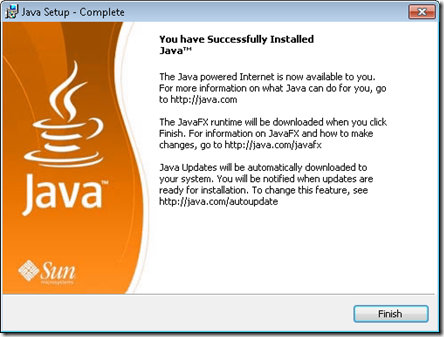 Java Setup - Complete
You have Successfully Installed
Java™
The Java powered Internet is now available to you.
For more information on what Java can do for you, go
to http://java.com
The JavaFX runtime will be downloaded when you click
Finish. For information on JavaFX and how to make
changes, go to http://java.com/javafx
Java Updates will be automatically downloaded to
your system. You will be notified when updates are
ready for installation. To change this feature, see
http://java.com/autoupdate
Java™
Sun
microsystems
Finish